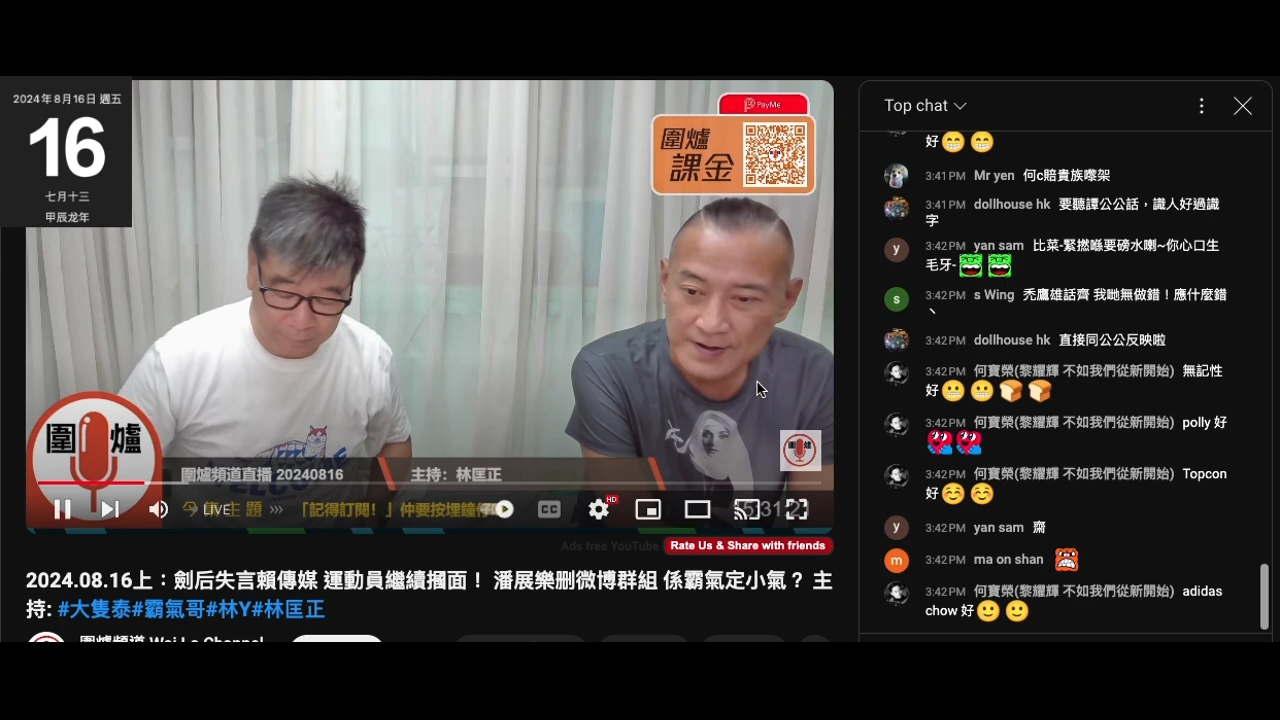 2024年8月16日 週五
16
七月十三
甲辰龙年
PayMe
圍爐
課金
圍爐
圍爐頻道直播 20240816
主持：林匡正
LIVE
主 題
「記得訂閱！」仲要按埋鐘仔
CC
HD
Ads free YouTube
Rate Us & Share with friends
2024.08.16上：劍后失言賴傳媒 運動員繼續摑面！ 潘展樂刪微博群組 係霸氣定小氣？ 主
持: #大隻泰#霸氣哥#林Y#林匡正
圍爐頻道 Wai Lo Channel
Top chat
好
3:41 PM Mr yen 何c賠貴族嚟架
3:41 PM dollhouse hk 要聽譚公公話，識人好過識
字
3:42 PM yan sam 比菜-緊撚喺要磅水喇~你心口生
毛牙-
3:42 PM s Wing 禿鷹雄話齊 我哋無做錯！應什麼錯
、
3:42 PM dollhouse hk 直接同公公反映啦
3:42 PM 何寶榮(黎耀輝 不如我們從新開始) 無記性
好
3:42 PM 何寶榮(黎耀輝 不如我們從新開始) polly 好
3:42 PM 何寶榮(黎耀輝 不如我們從新開始) Topcon
好
3:42 PM yan sam 齋
3:42 PM ma on shan
3:42 PM 何寶榮(黎耀輝 不如我們從新開始) adidas
chow 好